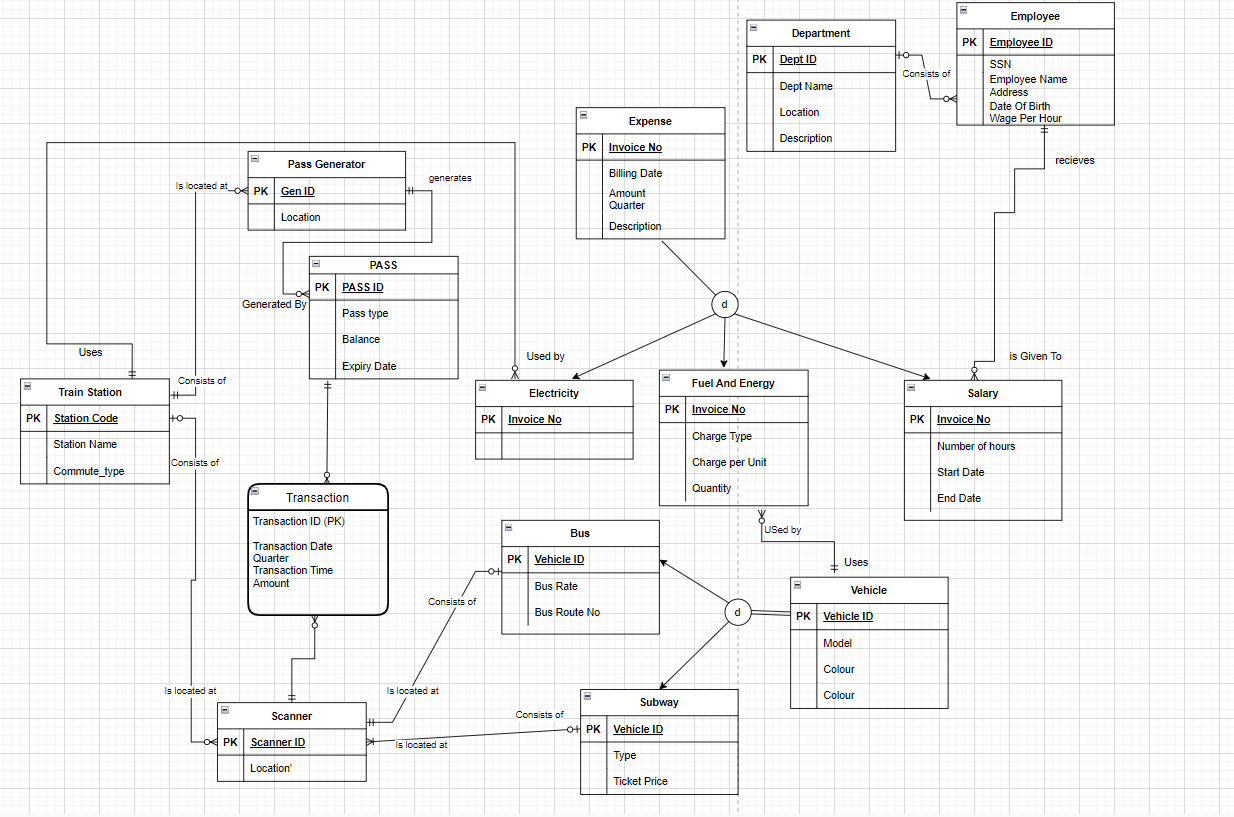 Employee
PK Employee ID
SSN
Employee Name
Address
Date Of Birth
Wage Per Hour
Department
PK Dept ID
Dept Name
Location
Description
Consists of
recieves
Expense
PK Invoice No
Billing Date
Amount
Quarter
Description
Pass Generator
PK Gen ID
Location
Is located at
generates
PASS
PK PASS ID
Pass type
Balance
Expiry Date
Generated By
d
Uses
Used by
is Given To
Train Station
PK Station Code
Station Name
Commute_type
Consists of
Consists of
Electricity
PK Invoice No
Fuel And Energy
PK Invoice No
Charge Type
Charge per Unit
Quantity
Salary
PK Invoice No
Number of hours
Start Date
End Date
Transaction
Transaction ID (PK)
Transaction Date
Quarter
Transaction Time
Amount
Bus
PK Vehicle ID
Bus Rate
Bus Route No
USed by
Uses
Vehicle
PK Vehicle ID
Model
Colour
Colour
d
Consists of
Is located at
Is located at
Scanner
PK Scanner ID
Location'
Consists of
Is located at
Subway
PK Vehicle ID
Type
Ticket Price